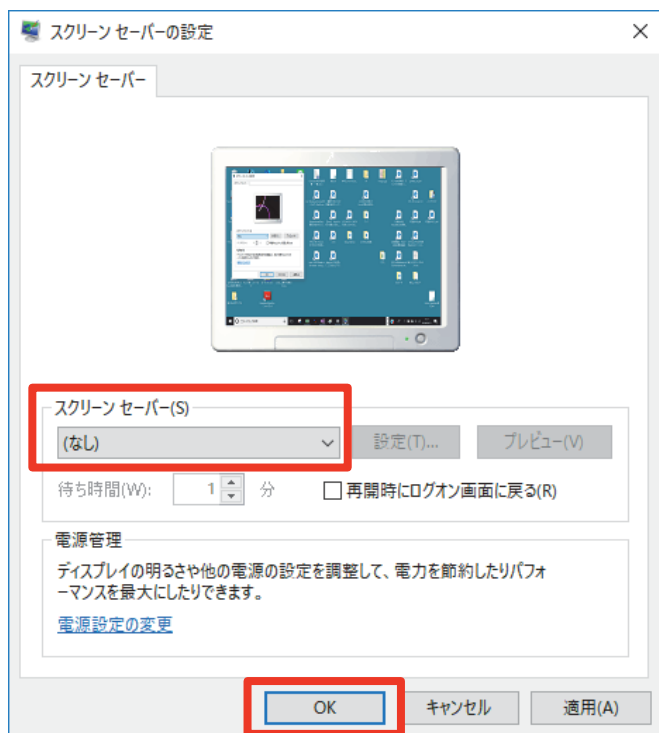 スクリーン セーバーの設定
スクリーン セーバー
スクリーン セーバー(S)
(なし)
設定(T)...
プレビュー(V)
待ち時間(W):
1
分
再開時にログオン画面に戻る(R)
電源管理
ディスプレイの明るさや他の電源の設定を調整して、電力を節約したりパフォ
ーマンスを最大にしたりできます。
電源設定の変更
OK
キャンセル
適用(A)